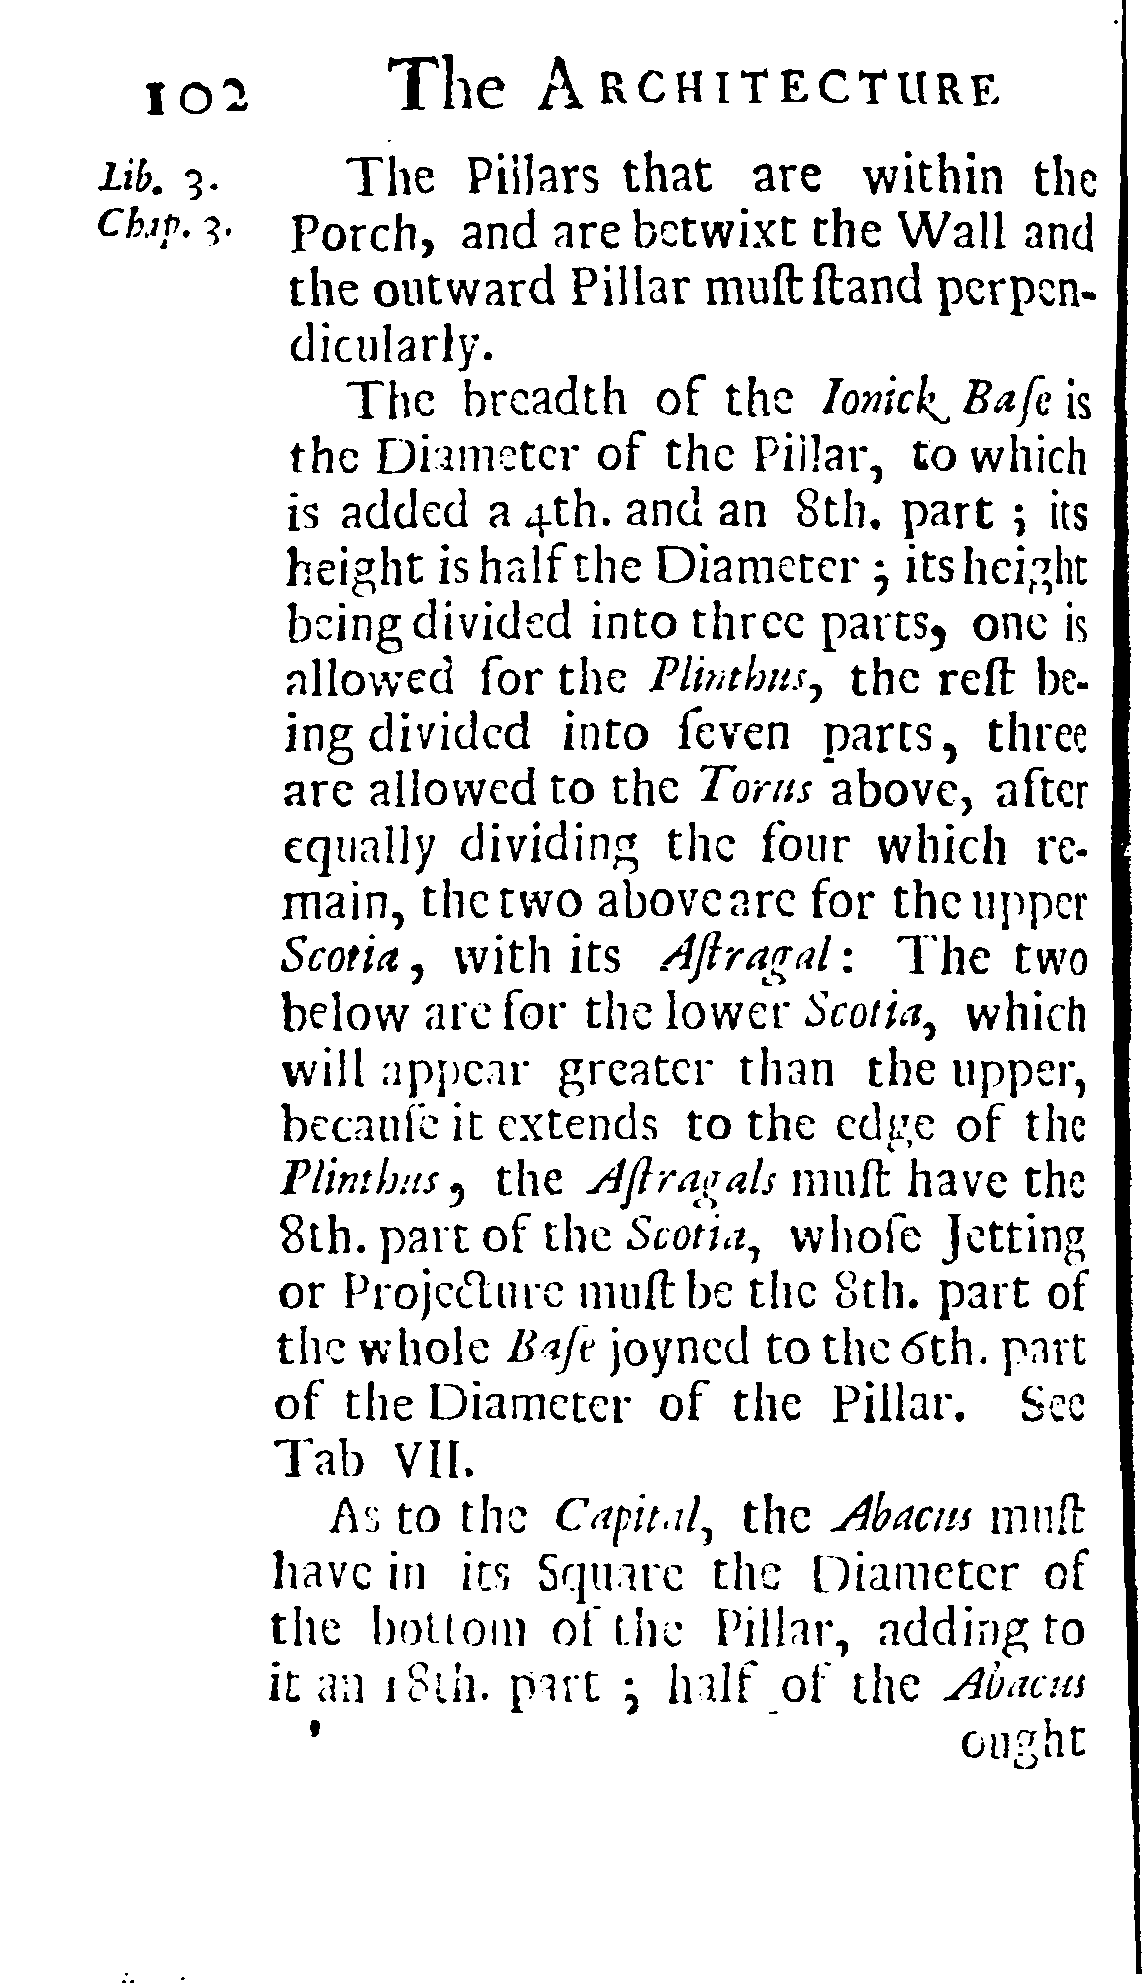 102 The ARCHITECTURE
Lib. 3.
Chap. 3.
The Pillars that are within the
Porch, and are betwixt the Wall and
the outward Pillar muſt ſtand perpen-
dicularly.
The breadth of the Ionick Baſe is
the Diameter of the Pillar, to which
is added a 4th. and an 8th. part ; its
height is half the Diameter ; its height
being divided into three parts, one is
allowed for the Plinthus, the reſt be-
ing divided into ſeven parts, three
are allowed to the Torus above, after
equally dividing the four which re-
main, the two above are for the upper
Scotia, with its Aſtragal: The two
below are for the lower Scotia, which
will appear greater than the upper,
becauſe it extends to the edge of the
Plinthus, the Aſtragals muſt have the
8th. part of the Scotia, whoſe Jetting
or Projecture muſt be the 8th. part of
the whole Baſe joyned to the 6th. part
of the Diameter of the Pillar. See
Tab VII.
As to the Capital, the Abacus muſt
have in its Square the Diameter of
the bottom of the Pillar, adding to
it an 18th. part ; half of the Abacus
ought